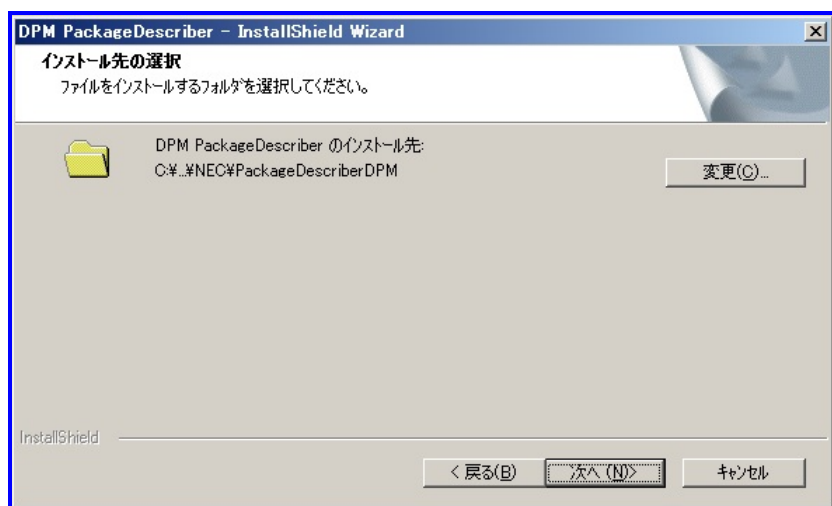 DPM PackageDescriber - InstallShield Wizard
インストール先の選択
ファイルをインストールするフォルダを選択してください。
DPM PackageDescriber のインストール先:
C:¥...¥NEC¥PackageDescriberDPM
変更(C)...
InstallShield
< 戻る(B)
次へ (N)>
キャンセル